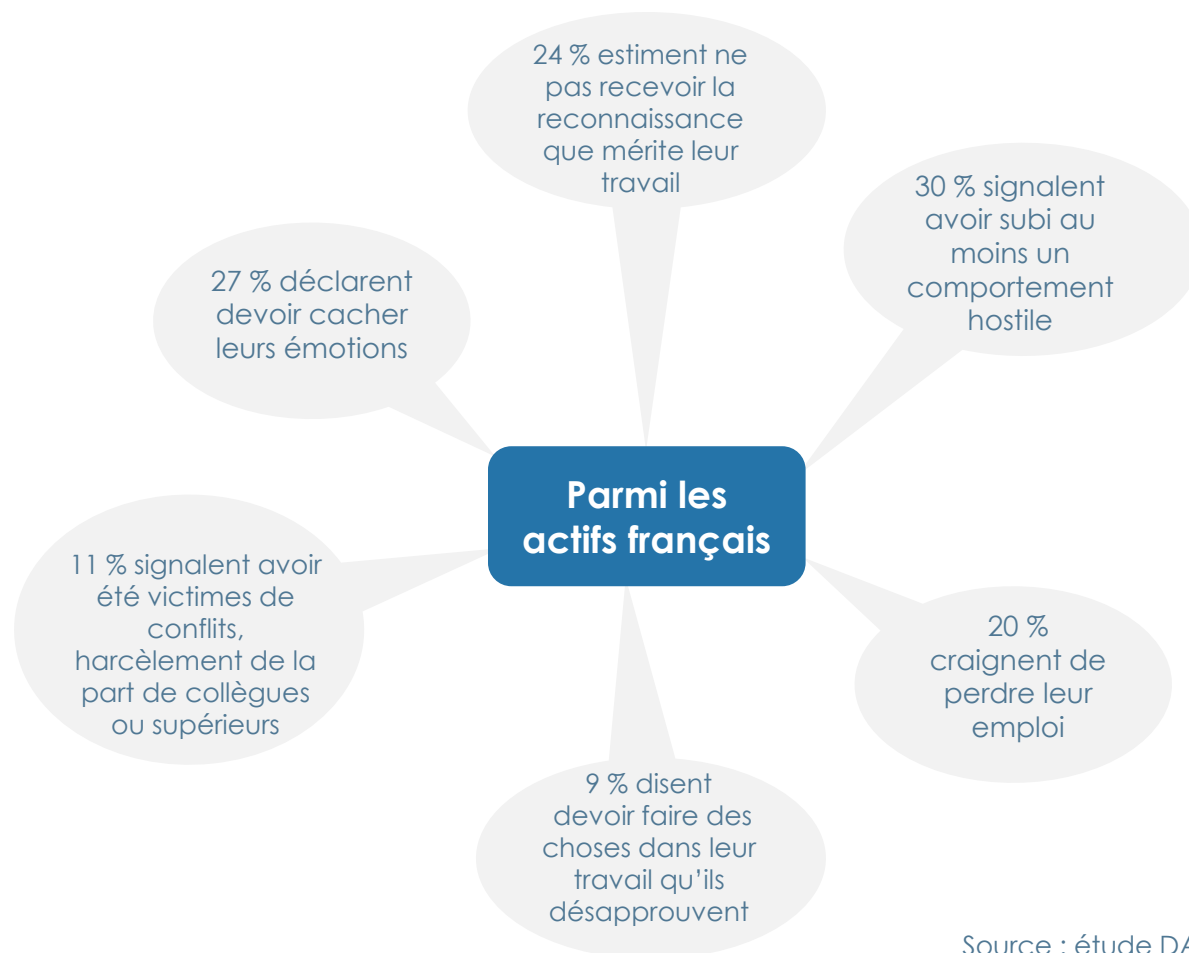 24 % estiment ne
pas recevoir la
reconnaissance
que mérite leur
travail
30 % signalent
avoir subi au
moins un
comportement
hostile
27 % déclarent
devoir cacher
leurs émotions
Parmi les
actifs français
11 % signalent avoir
été victimes de
conflits,
harcèlement de la
part de collègues
ou supérieurs
20 %
craignent de
perdre leur
emploi
9 % disent
devoir faire des
choses dans leur
travail qu’ils
désapprouvent
Source : étude